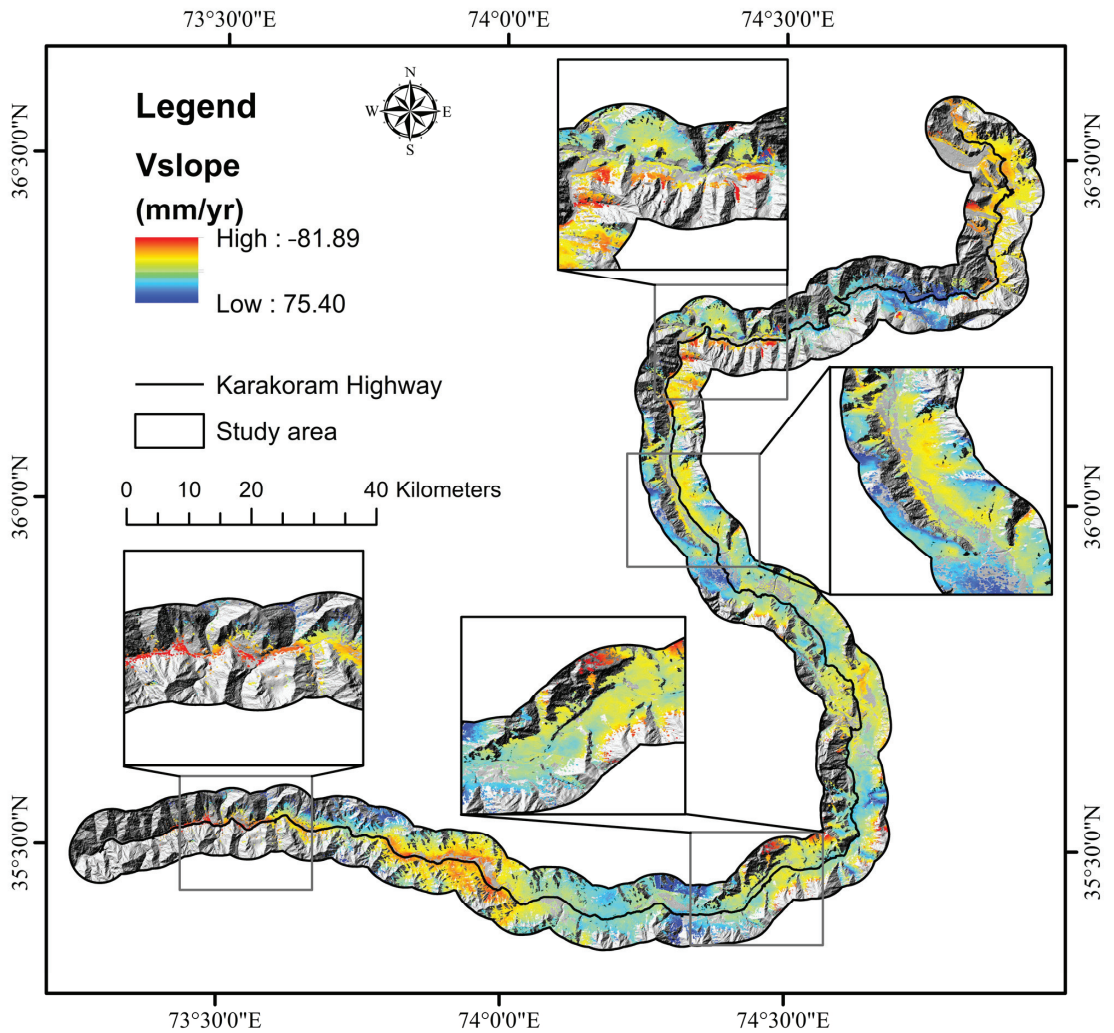 73°30'0"E 74°0'0"E 74°30'0"E
36°30'0"N
36°0'0"N
35°30'0"N
Legend
N
W E
S
Vslope
(mm/yr)
High : -81.89
Low : 75.40
Karakoram Highway
Study area
0 10 20 40 Kilometers
36°30'0"N
36°0'0"N
35°30'0"N
73°30'0"E 74°0'0"E 74°30'0"E